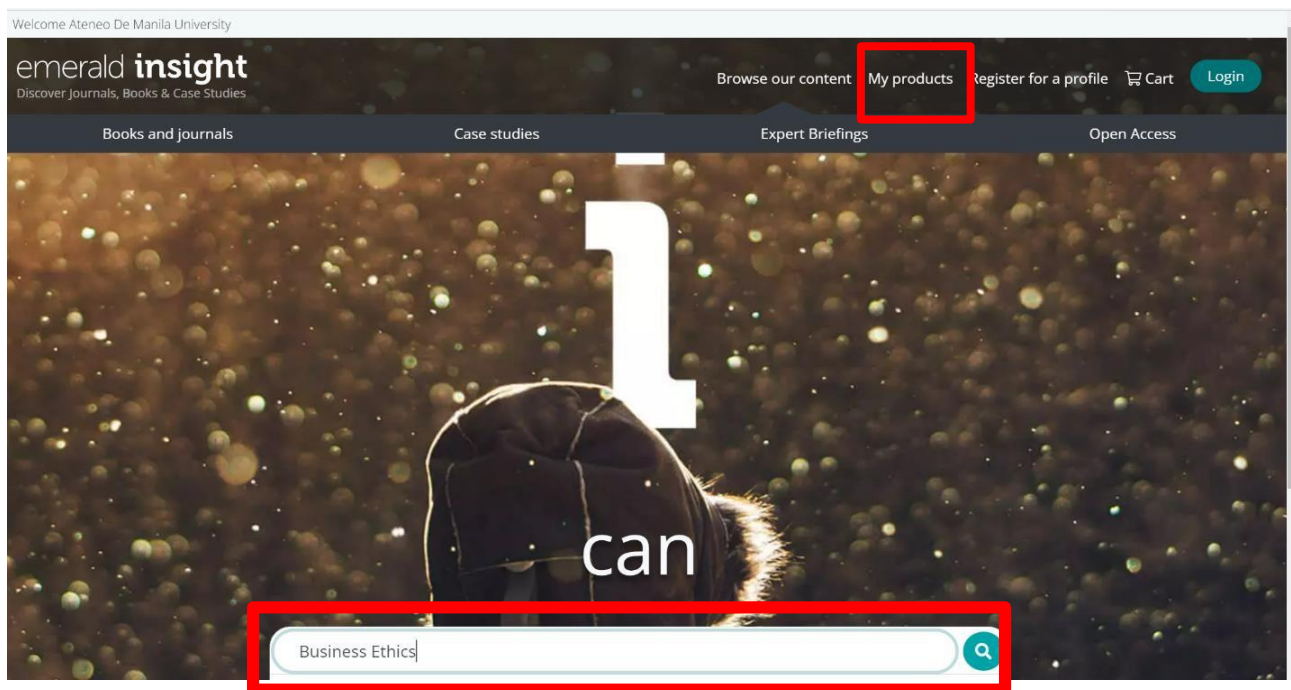 Welcome Ateneo De Manila University
emerald insight
Discover Journals, Books & Case Studies
Browse our content My products Register for a profile Cart Login
Books and journals Case studies Expert Briefings Open Access
1
can
Business Ethics